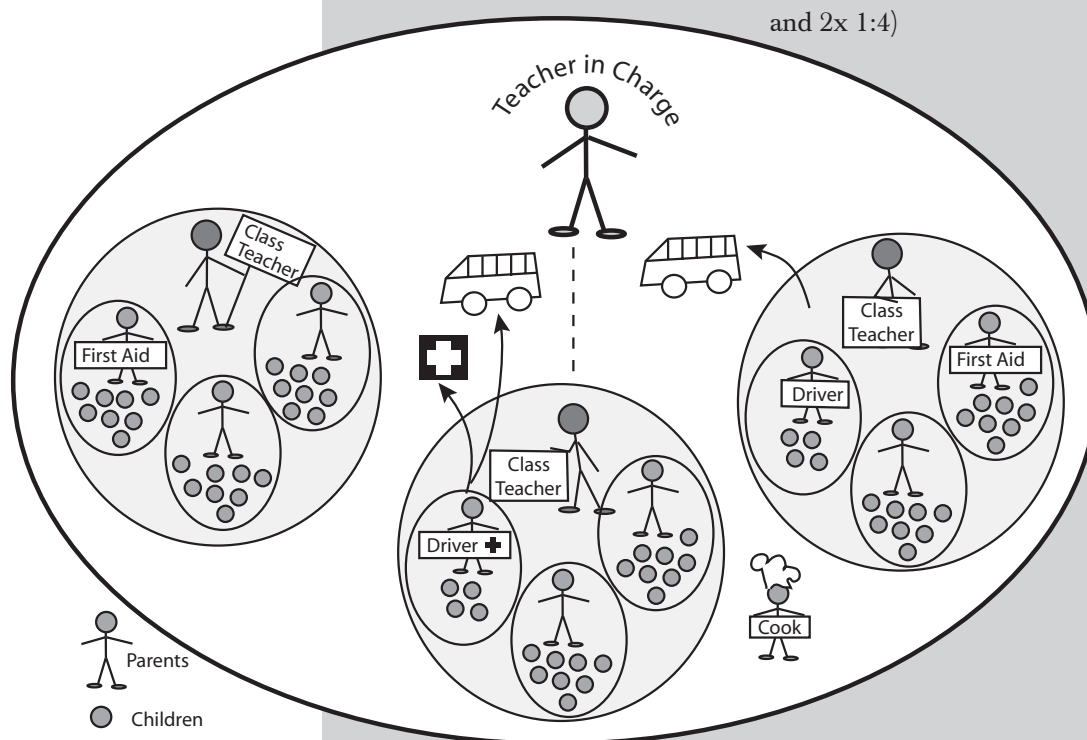 and 2x 1:4)
Teacher in Charge
Class
Teacher
First Aid
Class
Teacher
First Aid
Driver
Class
Teacher
Driver
Cook
Parents
Children